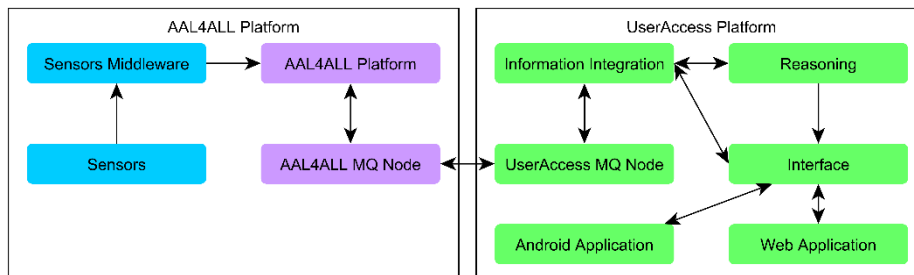 AAL4ALL Platform
UserAccess Platform
Sensors Middleware
AAL4ALL Platform
Information Integration
Reasoning
Sensors
AAL4ALL MQ Node
UserAccess MQ Node
Interface
Android Application
Web Application